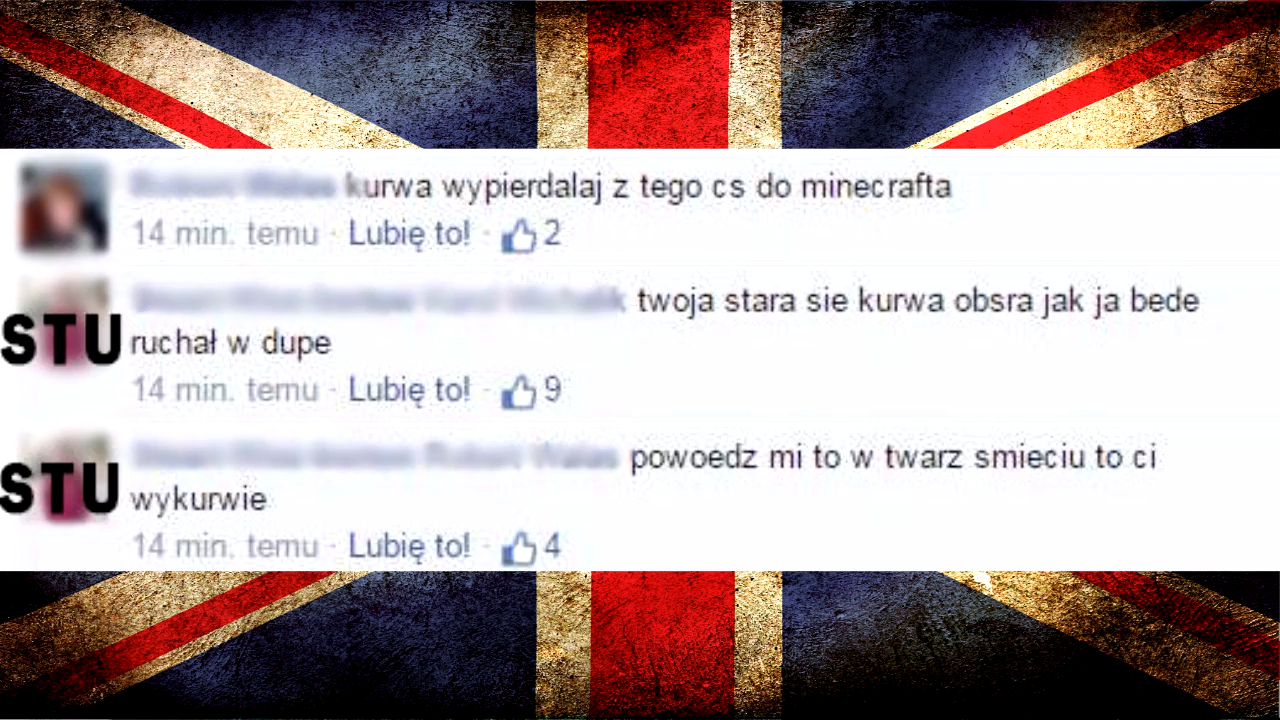 kurwa wypierdalaj z tego cs do minecrafta
14 min. temu · Lubię to! · 2
twoja stara sie kurwa obsra jak ja bede
STU ruchał w dupe
14 min. temu · Lubię to! · 9
powoedz mi to w twarz smieciu to ci
STU wykurwie
14 min. temu · Lubię to! · 4